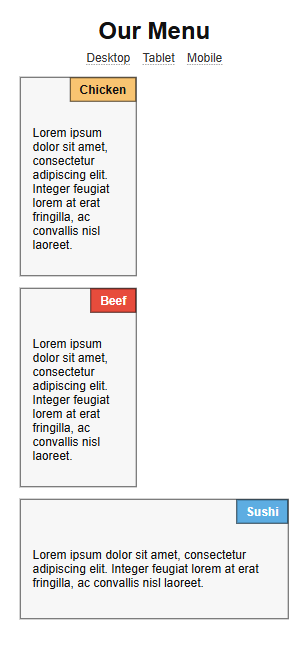 Our Menu
Desktop Tablet Mobile
Chicken
Lorem ipsum
dolor sit amet,
consectetur
adipiscing elit.
Integer feugiat
lorem at erat
fringilla, ac
convallis nisl
laoreet.
Beef
Lorem ipsum
dolor sit amet,
consectetur
adipiscing elit.
Integer feugiat
lorem at erat
fringilla, ac
convallis nisl
laoreet.
Sushi
Lorem ipsum dolor sit amet, consectetur
adipiscing elit. Integer feugiat lorem at erat
fringilla, ac convallis nisl laoreet.